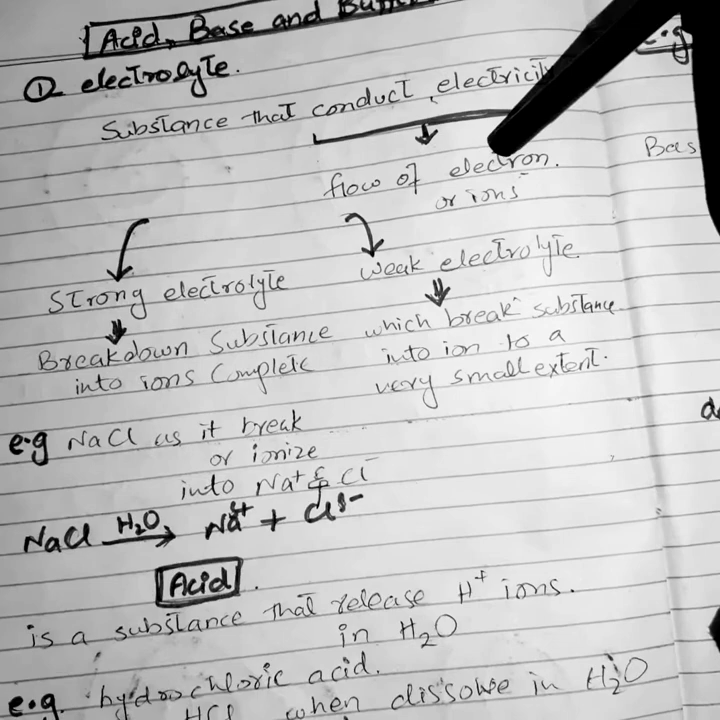 Acid, Base and
① electrolyte.
Substance that conduct electricity
flow of electron.
or ions
Strong electrolyte
weak electrolyte
Breakdown Substance
into ions Complete
which break substance
into ion to a
very small extent.
e.g NaCl as it break
or ionize
into Na⁺ & Cl⁻
NaCl H₂O → Na⁺ + Cl⁻
Acid.
is a substance that release H⁺ ions.
in H₂O
e.g. hydrochloric acid.
HCl when dissolve in H₂O
e.g
Bas